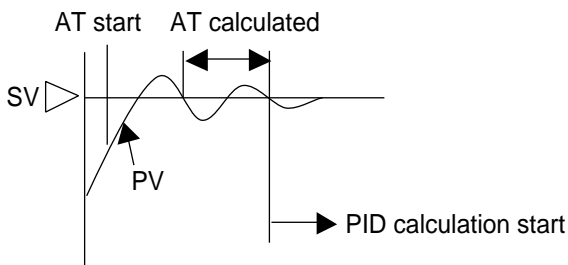 AT start
AT calculated
SV
PV
PID calculation start